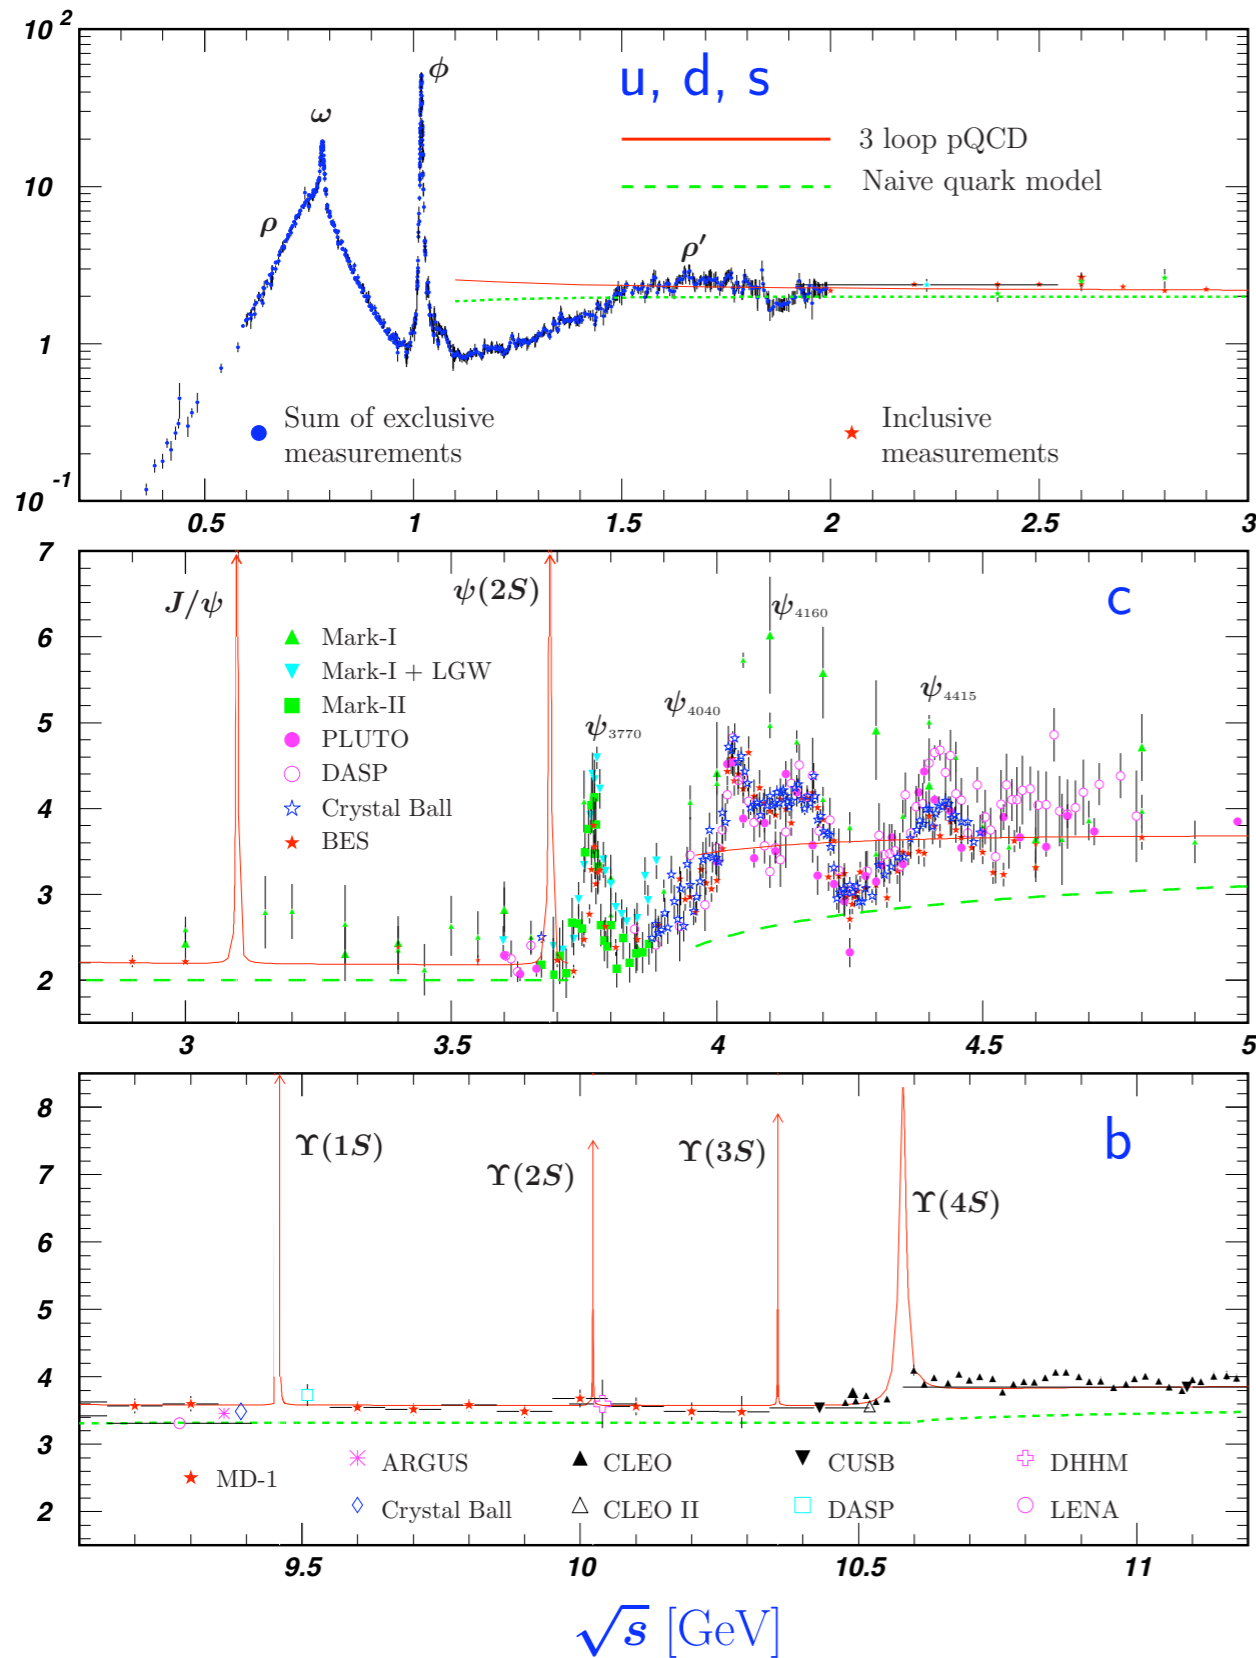 10 ²
10
1
10 ⁻¹
u, d, s
ρ
ω
ϕ
ρ′
3 loop pQCD
Naive quark model
Sum of exclusive
measurements
Inclusive
measurements
0.5
1
1.5
2
2.5
3
7
6
5
4
3
2
c
J/ψ
ψ(2S)
ψ₃₇₇₀
ψ₄₀₄₀
ψ₄₁₆₀
ψ₄₄₁₅
Mark-I
Mark-I + LGW
Mark-II
PLUTO
DASP
Crystal Ball
BES
3
3.5
4
4.5
5
8
7
6
5
4
3
2
b
Υ(1S)
Υ(2S)
Υ(3S)
Υ(4S)
MD-1
ARGUS
CLEO
CUSB
DHHM
Crystal Ball
CLEO II
DASP
LENA
9.5
10
10.5
11
√s [GeV]